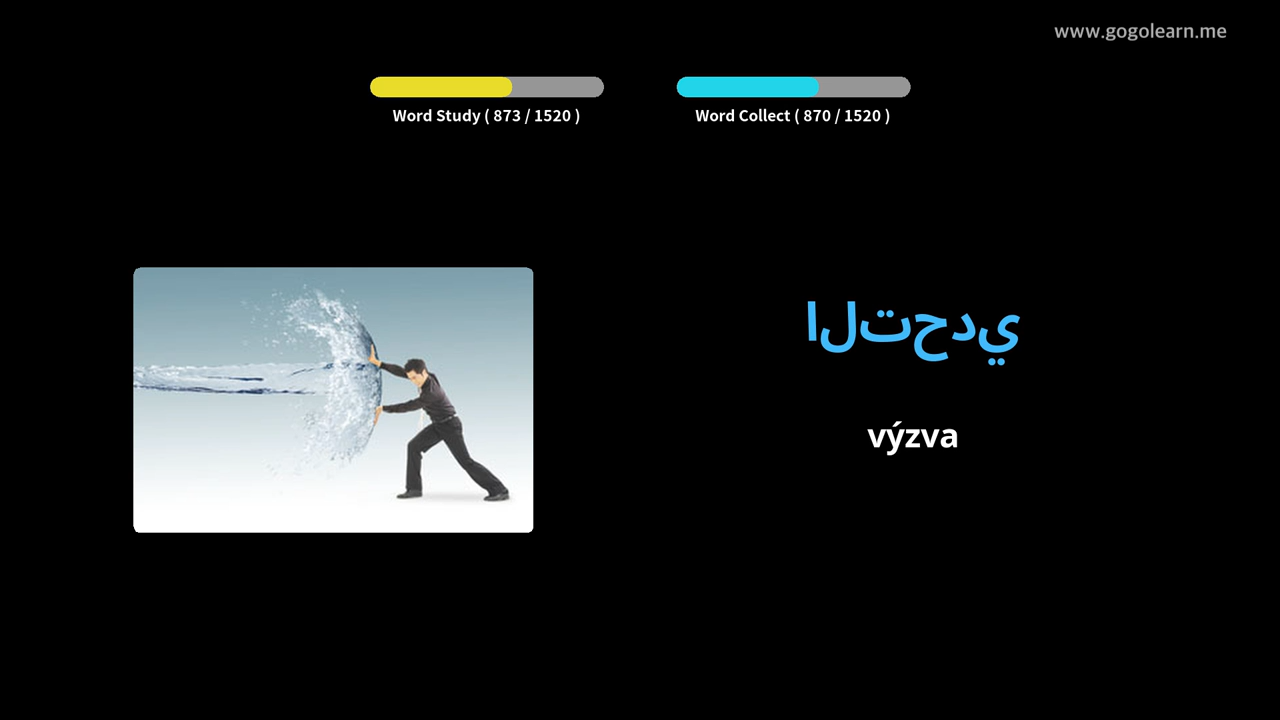 www.gogolearn.me
Word Study ( 873 / 1520 )
Word Collect ( 870 / 1520 )
التحدي
výzva